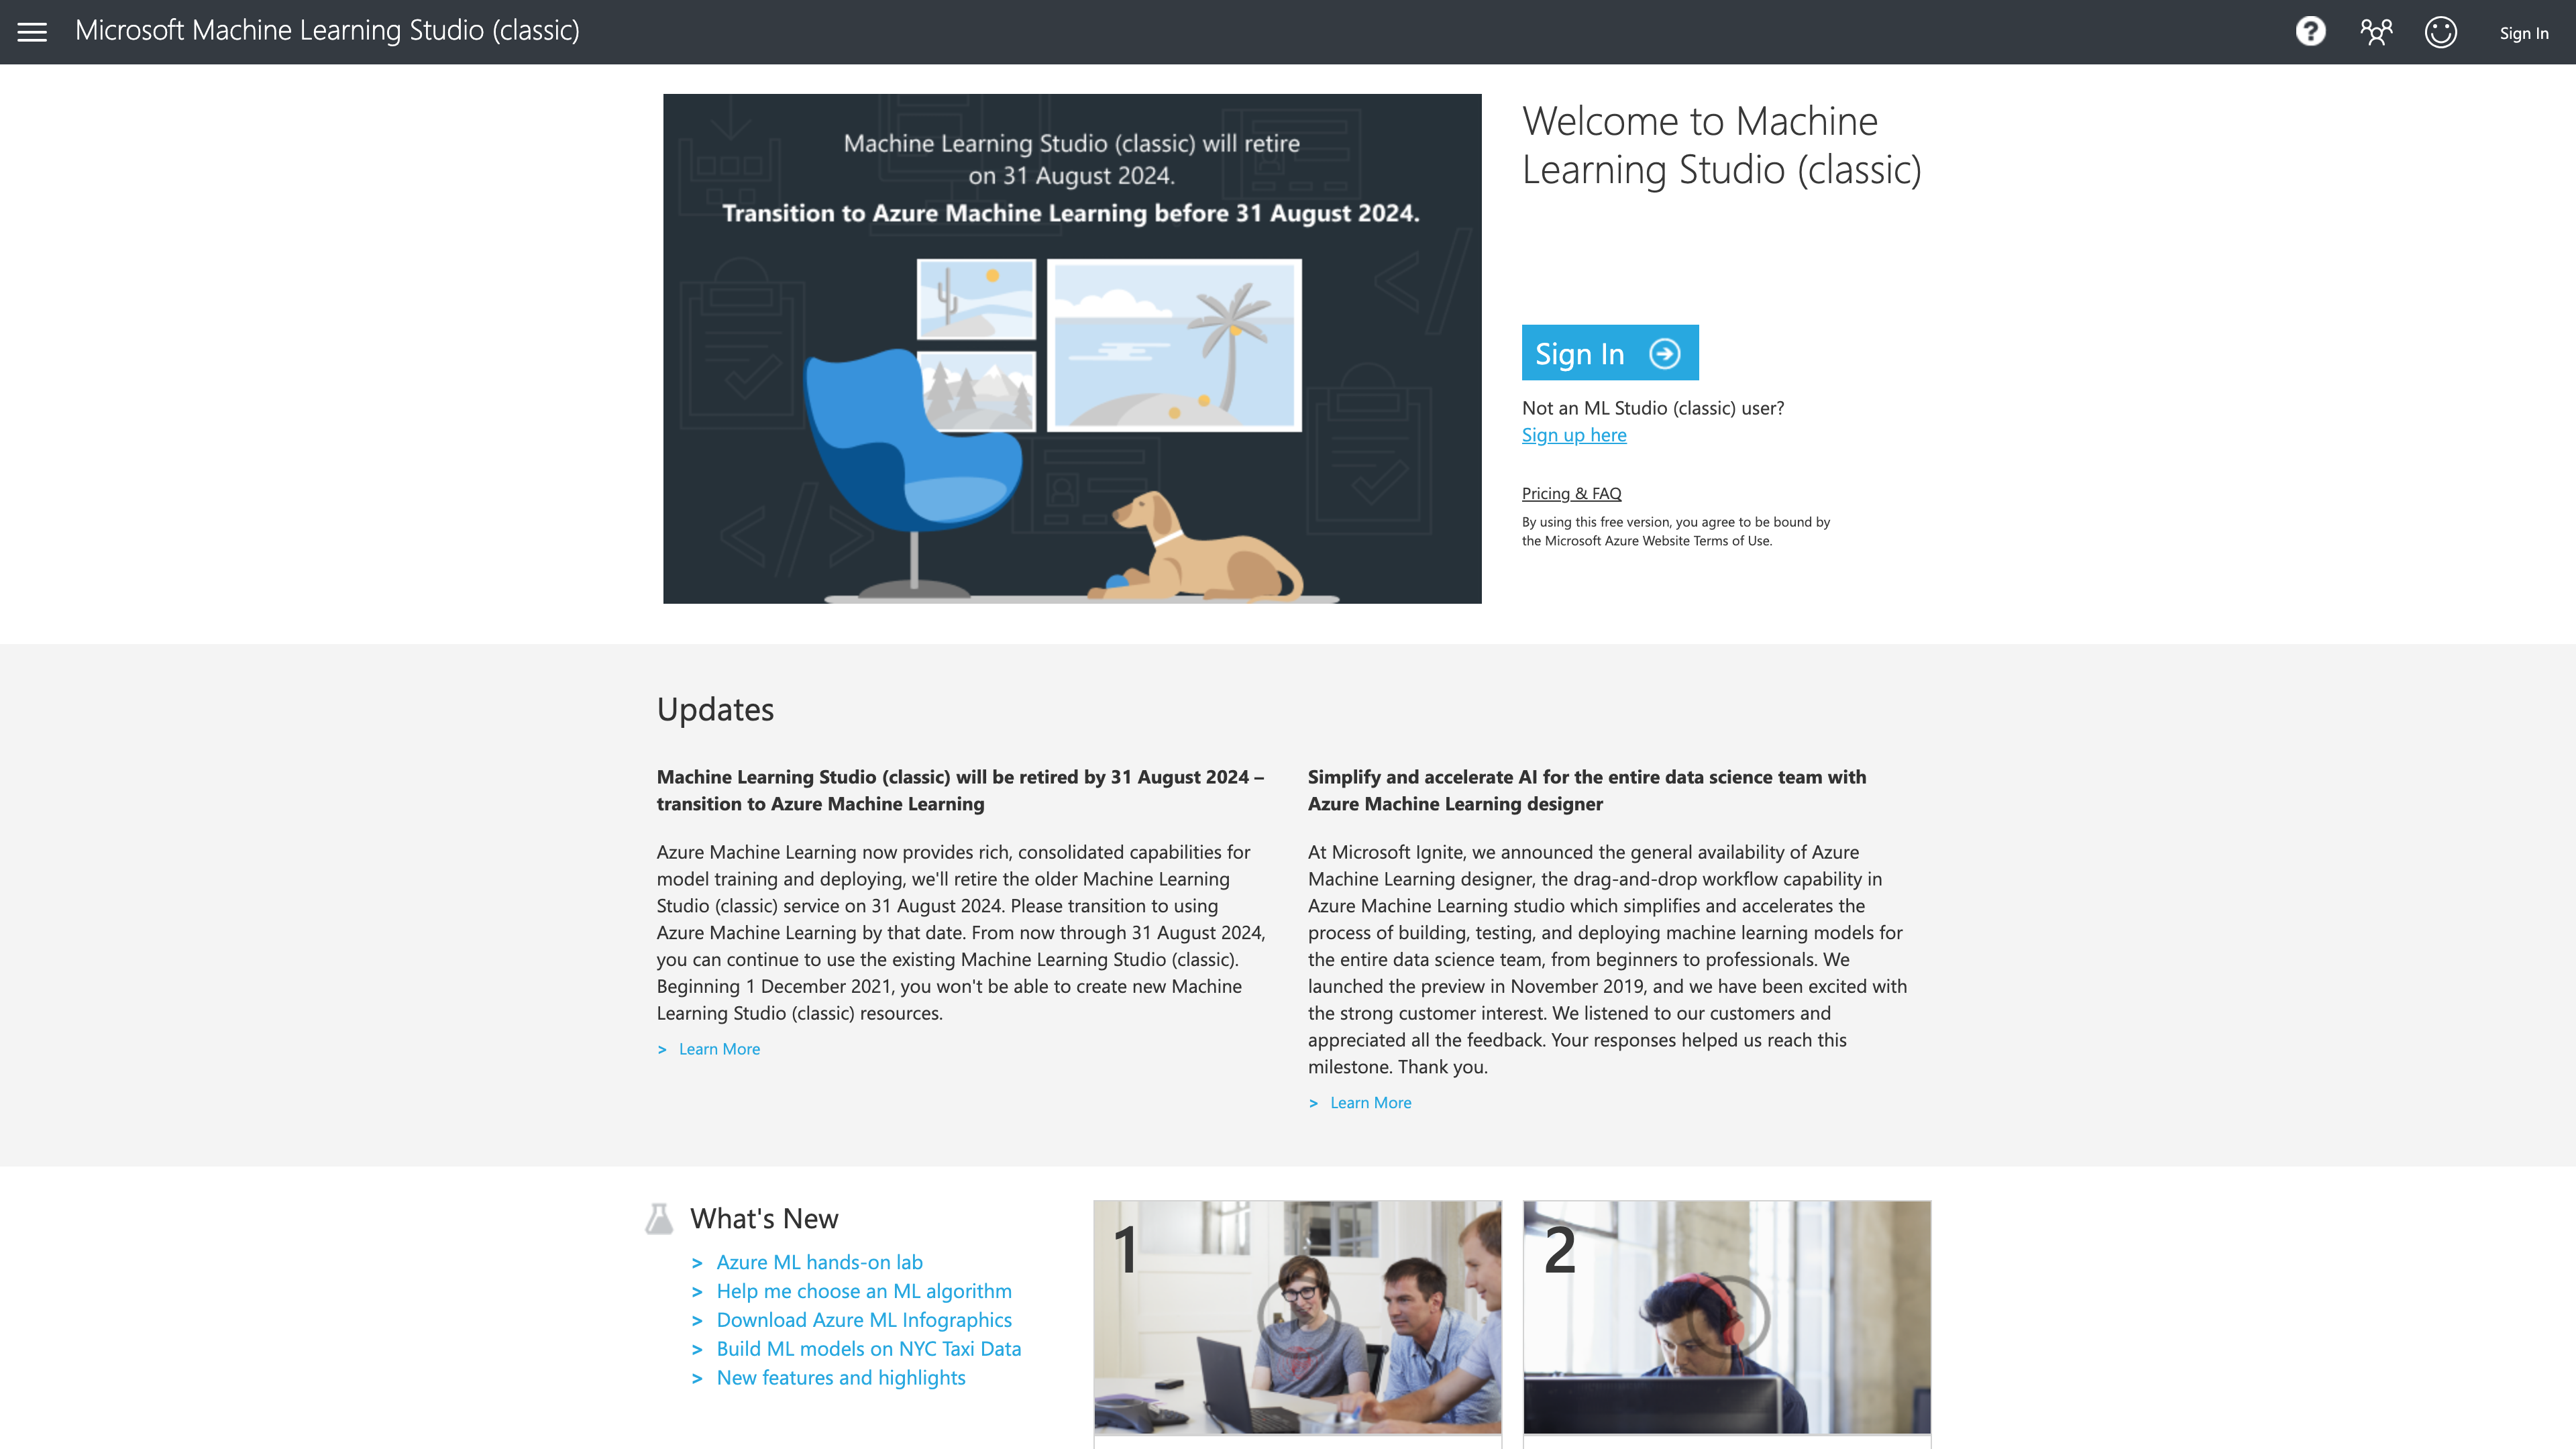 Microsoft Machine Learning Studio (classic)
Sign In
Machine Learning Studio (classic) will retire
on 31 August 2024.
Transition to Azure Machine Learning before 31 August 2024.
Welcome to Machine
Learning Studio (classic)
Sign In
Not an ML Studio (classic) user?
Sign up here
Pricing & FAQ
By using this free version, you agree to be bound by
the Microsoft Azure Website Terms of Use.
Updates
Machine Learning Studio (classic) will be retired by 31 August 2024 –
transition to Azure Machine Learning
Azure Machine Learning now provides rich, consolidated capabilities for
model training and deploying, we'll retire the older Machine Learning
Studio (classic) service on 31 August 2024. Please transition to using
Azure Machine Learning by that date. From now through 31 August 2024,
you can continue to use the existing Machine Learning Studio (classic).
Beginning 1 December 2021, you won't be able to create new Machine
Learning Studio (classic) resources.
> Learn More
Simplify and accelerate AI for the entire data science team with
Azure Machine Learning designer
At Microsoft Ignite, we announced the general availability of Azure
Machine Learning designer, the drag-and-drop workflow capability in
Azure Machine Learning studio which simplifies and accelerates the
process of building, testing, and deploying machine learning models for
the entire data science team, from beginners to professionals. We
launched the preview in November 2019, and we have been excited with
the strong customer interest. We listened to our customers and
appreciated all the feedback. Your responses helped us reach this
milestone. Thank you.
> Learn More
What's New
> Azure ML hands-on lab
> Help me choose an ML algorithm
> Download Azure ML Infographics
> Build ML models on NYC Taxi Data
> New features and highlights
1
2